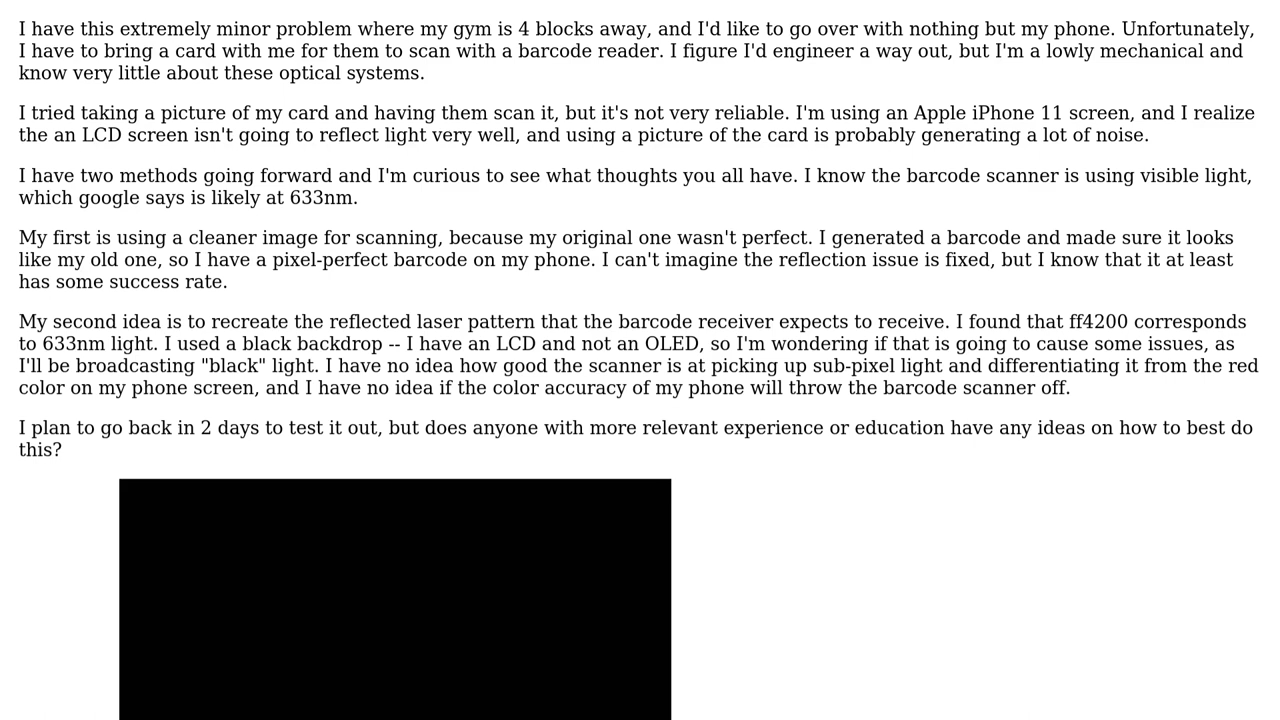 I have this extremely minor problem where my gym is 4 blocks away, and I'd like to go over with nothing but my phone. Unfortunately,
I have to bring a card with me for them to scan with a barcode reader. I figure I'd engineer a way out, but I'm a lowly mechanical and
know very little about these optical systems.
I tried taking a picture of my card and having them scan it, but it's not very reliable. I'm using an Apple iPhone 11 screen, and I realize
the an LCD screen isn't going to reflect light very well, and using a picture of the card is probably generating a lot of noise.
I have two methods going forward and I'm curious to see what thoughts you all have. I know the barcode scanner is using visible light,
which google says is likely at 633nm.
My first is using a cleaner image for scanning, because my original one wasn't perfect. I generated a barcode and made sure it looks
like my old one, so I have a pixel-perfect barcode on my phone. I can't imagine the reflection issue is fixed, but I know that it at least
has some success rate.
My second idea is to recreate the reflected laser pattern that the barcode receiver expects to receive. I found that ff4200 corresponds
to 633nm light. I used a black backdrop -- I have an LCD and not an OLED, so I'm wondering if that is going to cause some issues, as
I'll be broadcasting "black" light. I have no idea how good the scanner is at picking up sub-pixel light and differentiating it from the red
color on my phone screen, and I have no idea if the color accuracy of my phone will throw the barcode scanner off.
I plan to go back in 2 days to test it out, but does anyone with more relevant experience or education have any ideas on how to best do
this?